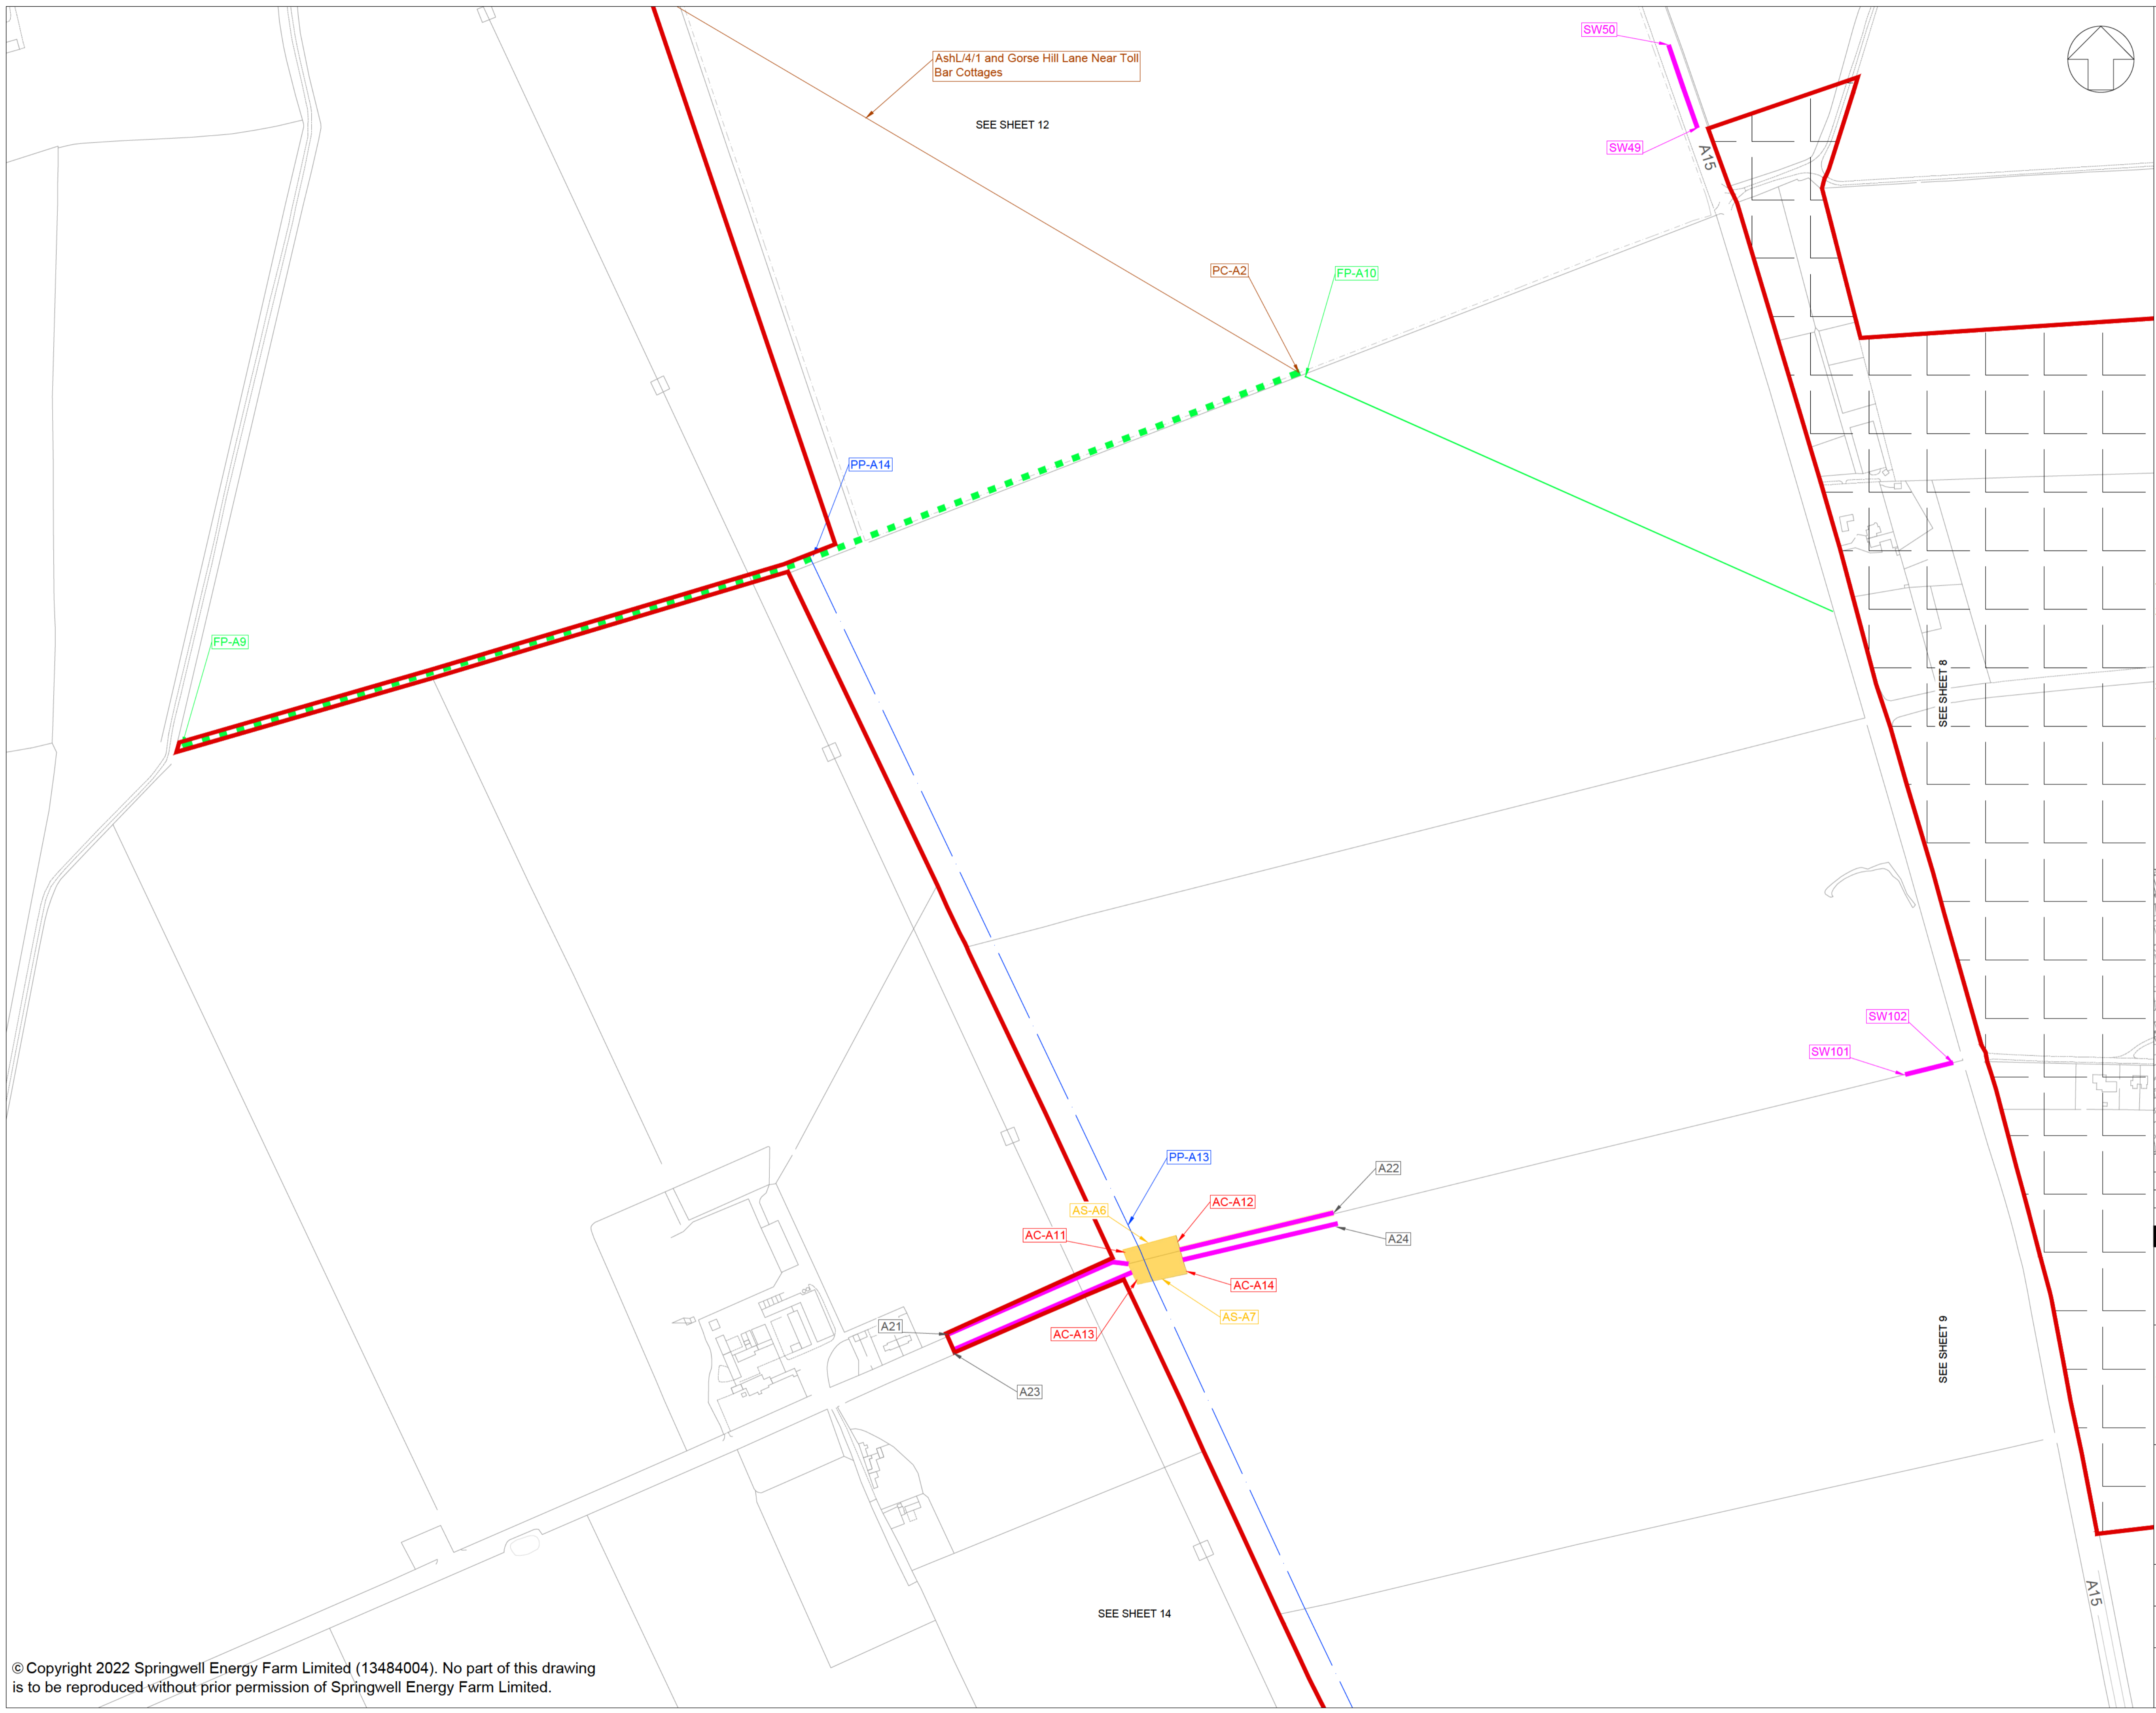 SW50
AshL/4/1 and Gorse Hill Lane Near Toll
Bar Cottages
SEE SHEET 12
SW49
A15
PC-A2
FP-A10
PP-A14
FP-A9
SEE SHEET 8
SW102
SW101
PP-A13
A22
AS-A6
AC-A12
AC-A11
A24
AC-A14
AS-A7
A21
AC-A13
A23
SEE SHEET 9
A15
SEE SHEET 14
© Copyright 2022 Springwell Energy Farm Limited (13484004). No part of this drawing
is to be reproduced without prior permission of Springwell Energy Farm Limited.